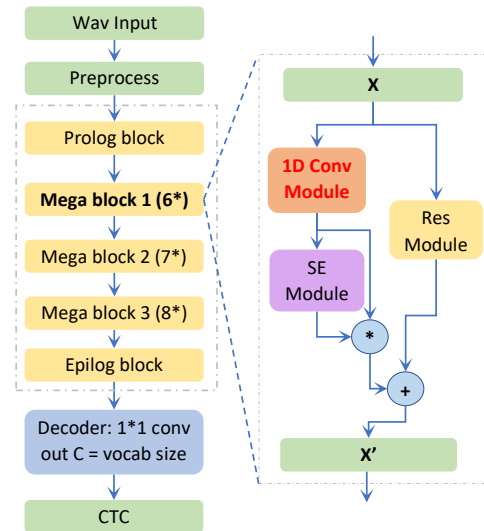 Wav Input
Preprocess
Prolog block
Mega block 1 (6*)
Mega block 2 (7*)
Mega block 3 (8*)
Epilog block
Decoder: 1*1 conv
out C = vocab size
CTC
X
1D Conv
Module
Res
Module
SE
Module
*
+
X’